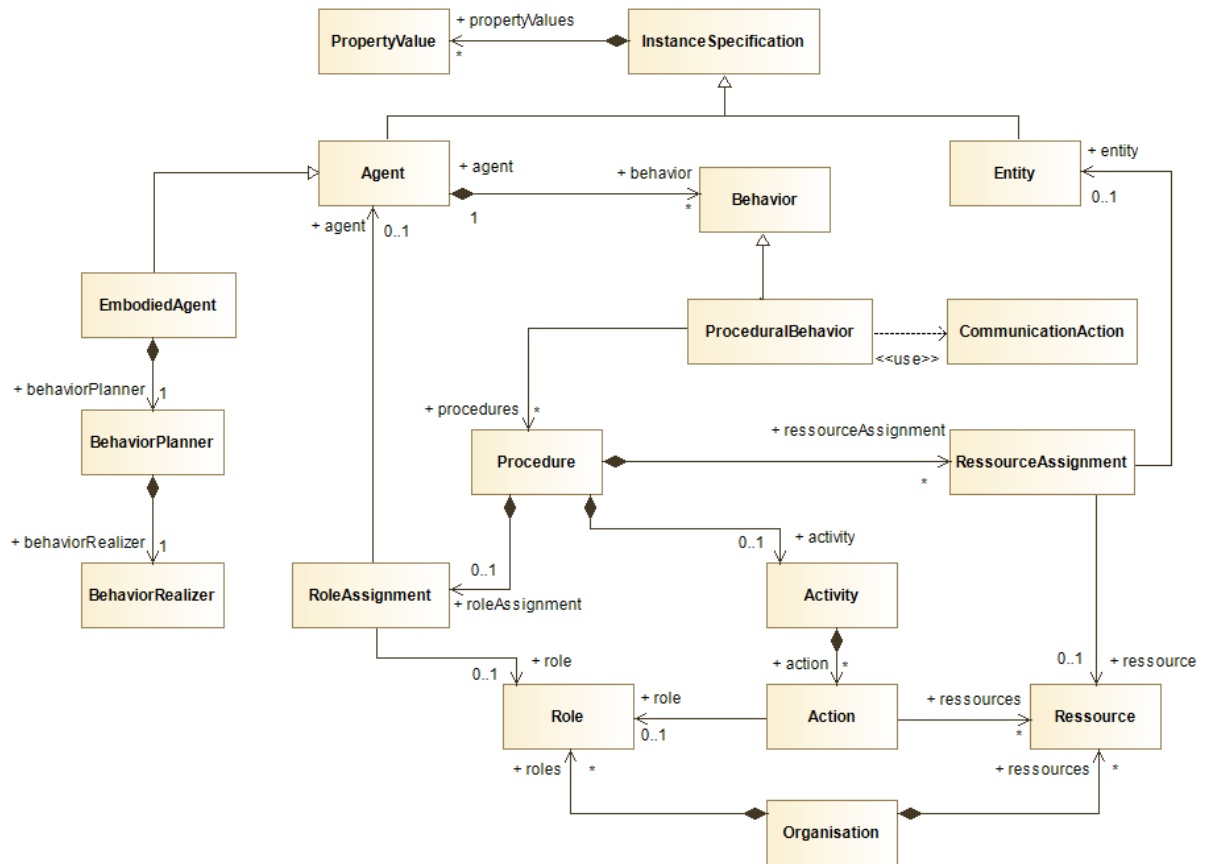 + propertyValues
PropertyValue
*
InstanceSpecification
Agent
+ agent
1
+ behavior
*
Behavior
+ entity
0..1
Entity
+ agent
0..1
EmbodiedAgent
ProceduralBehavior
<<use>>
CommunicationAction
+ behaviorPlanner
1
+ procedures
*
BehaviorPlanner
Procedure
+ ressourceAssignment
*
RessourceAssignment
+ behaviorRealizer
1
0..1
+ activity
BehaviorRealizer
RoleAssignment
0..1
+ roleAssignment
Activity
0..1
+ role
+ action
*
0..1
+ ressource
Role
+ role
0..1
Action
+ ressources
*
Ressource
+ roles
*
+ ressources
*
Organisation